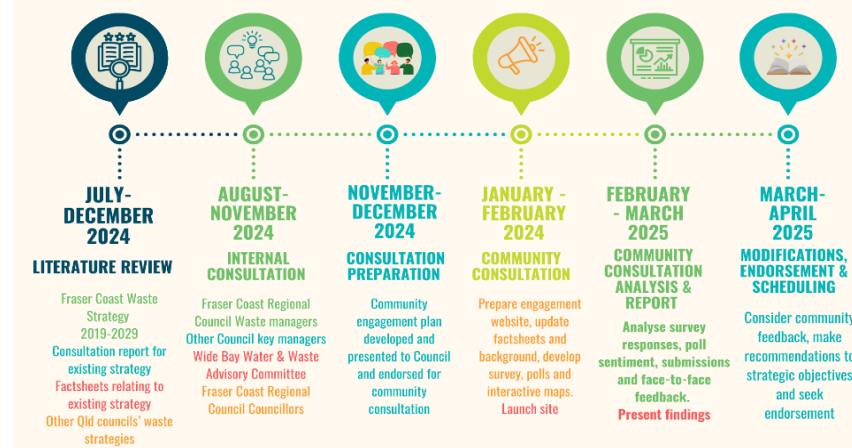 JULY-
DECEMBER
2024
LITERATURE REVIEW
Fraser Coast Waste
Strategy
2019-2029
Consultation report for
existing strategy
Factsheets relating to
existing strategy
Other Qld councils' waste
strategies
AUGUST-
NOVEMBER
2024
INTERNAL
CONSULTATION
Fraser Coast Regional
Council Waste managers
Other Council key managers
Wide Bay Water & Waste
Advisory Committee
Fraser Coast Regional
Council Councillors
NOVEMBER-
DECEMBER
2024
CONSULTATION
PREPARATION
Community
engagement plan
developed and
presented to Council
and endorsed for
community
consultation
JANUARY -
FEBRUARY
2024
COMMUNITY
CONSULTATION
Prepare engagement
website, update
factsheets and
background, develop
survey, polls and
interactive maps.
Launch site
FEBRUARY
- MARCH
2025
COMMUNITY
CONSULTATION
ANALYSIS &
REPORT
Analyse survey
responses, poll
sentiment, submissions
and face-to-face
feedback.
Present findings
MARCH-
APRIL
2025
MODIFICATIONS,
ENDORSEMENT &
SCHEDULING
Consider community
feedback, make
recommendations to
strategic objectives
and seek
endorsement